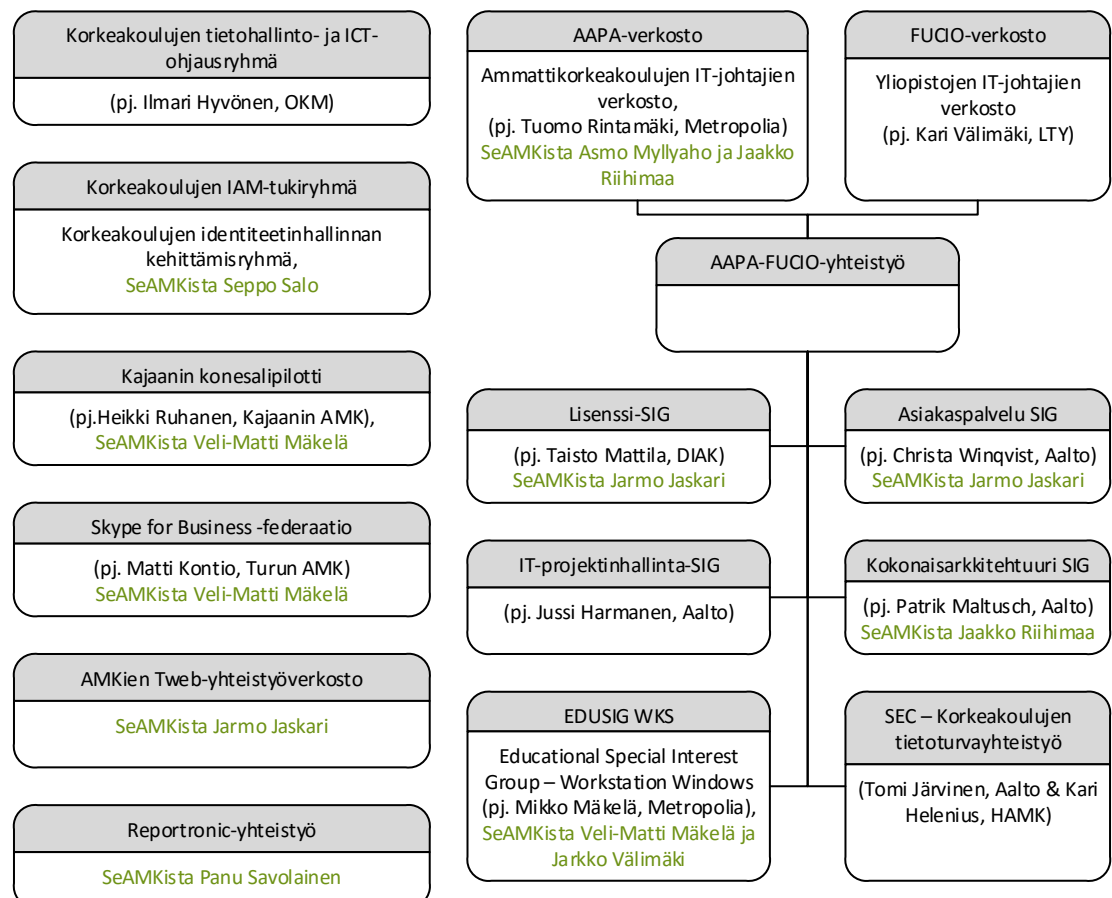 Korkeakoulujen tietohallinto- ja ICT-
ohjausryhmä
(pj. Ilmari Hyvönen, OKM)
Korkeakoulujen IAM-tukiryhmä
Korkeakoulujen identiteetinhallinnan
kehittämisryhmä,
SeAMKista Seppo Salo
Kajaanin konesalipilotti
(pj.Heikki Ruhanen, Kajaanin AMK),
SeAMKista Veli-Matti Mäkelä
Skype for Business -federaatio
(pj. Matti Kontio, Turun AMK)
SeAMKista Veli-Matti Mäkelä
AMKien Tweb-yhteistyöverkosto
SeAMKista Jarmo Jaskari
Reportronic-yhteistyö
SeAMKista Panu Savolainen
AAPA-verkosto
Ammattikorkeakoulujen IT-johtajien
verkosto,
(pj. Tuomo Rintamäki, Metropolia)
SeAMKista Asmo Myllyaho ja Jaakko
Riihimaa
FUCIO-verkosto
Yliopistojen IT-johtajien
verkosto
(pj. Kari Välimäki, LTY)
AAPA-FUCIO-yhteistyö
Lisenssi-SIG
(pj. Taisto Mattila, DIAK)
SeAMKista Jarmo Jaskari
Asiakaspalvelu SIG
(pj. Christa Winqvist, Aalto)
SeAMKista Jarmo Jaskari
IT-projektinhallinta-SIG
(pj. Jussi Harmanen, Aalto)
Kokonaisarkkitehtuuri SIG
(pj. Patrik Maltusch, Aalto)
SeAMKista Jaakko Riihimaa
EDUSIG WKS
Educational Special Interest
Group – Workstation Windows
(pj. Mikko Mäkelä, Metropolia),
SeAMKista Veli-Matti Mäkelä ja
Jarkko Välimäki
SEC – Korkeakoulujen
tietoturvayhteistyö
(Tomi Järvinen, Aalto & Kari
Helenius, HAMK)